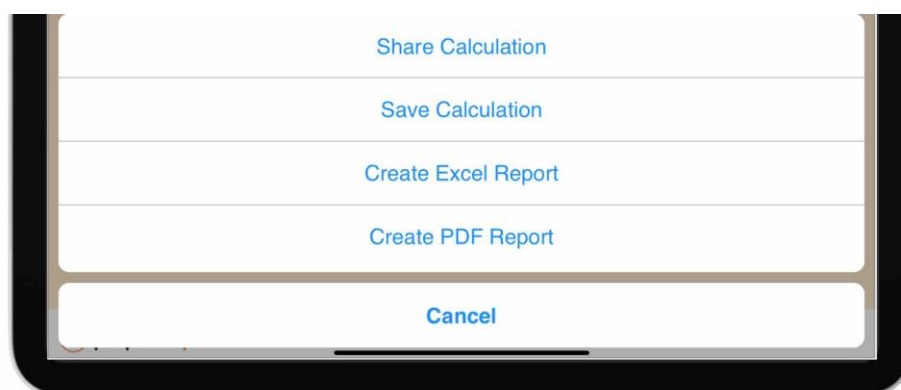 Share Calculation
Save Calculation
Create Excel Report
Create PDF Report
Cancel